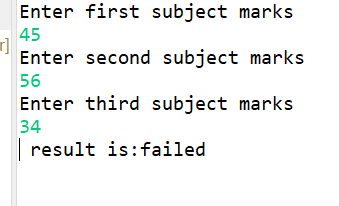 Enter first subject marks
45
r]
Enter second subject marks
56
Enter third subject marks
34
result is:failed